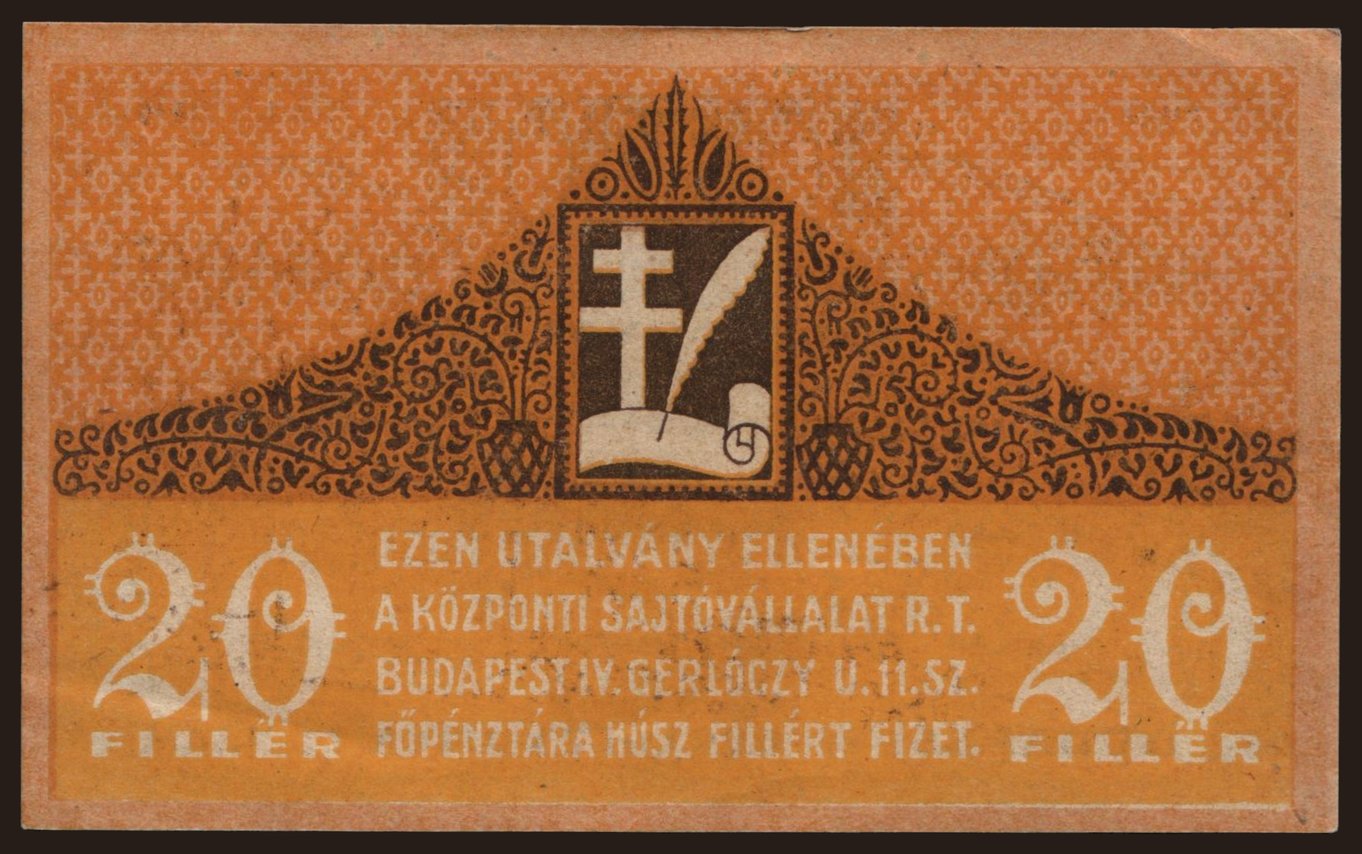 EZEN UTALVÁNY ELLENÉBEN
A KÖZPONTI SAJTÓVÁLLALAT R.T.
BUDAPEST.IV. GERLÓCZY U. 11. SZ.
FŐPÉNZTÁRA HÚSZ FILLÉRT FIZET.
20
FILLÉR
20
FILLÉR